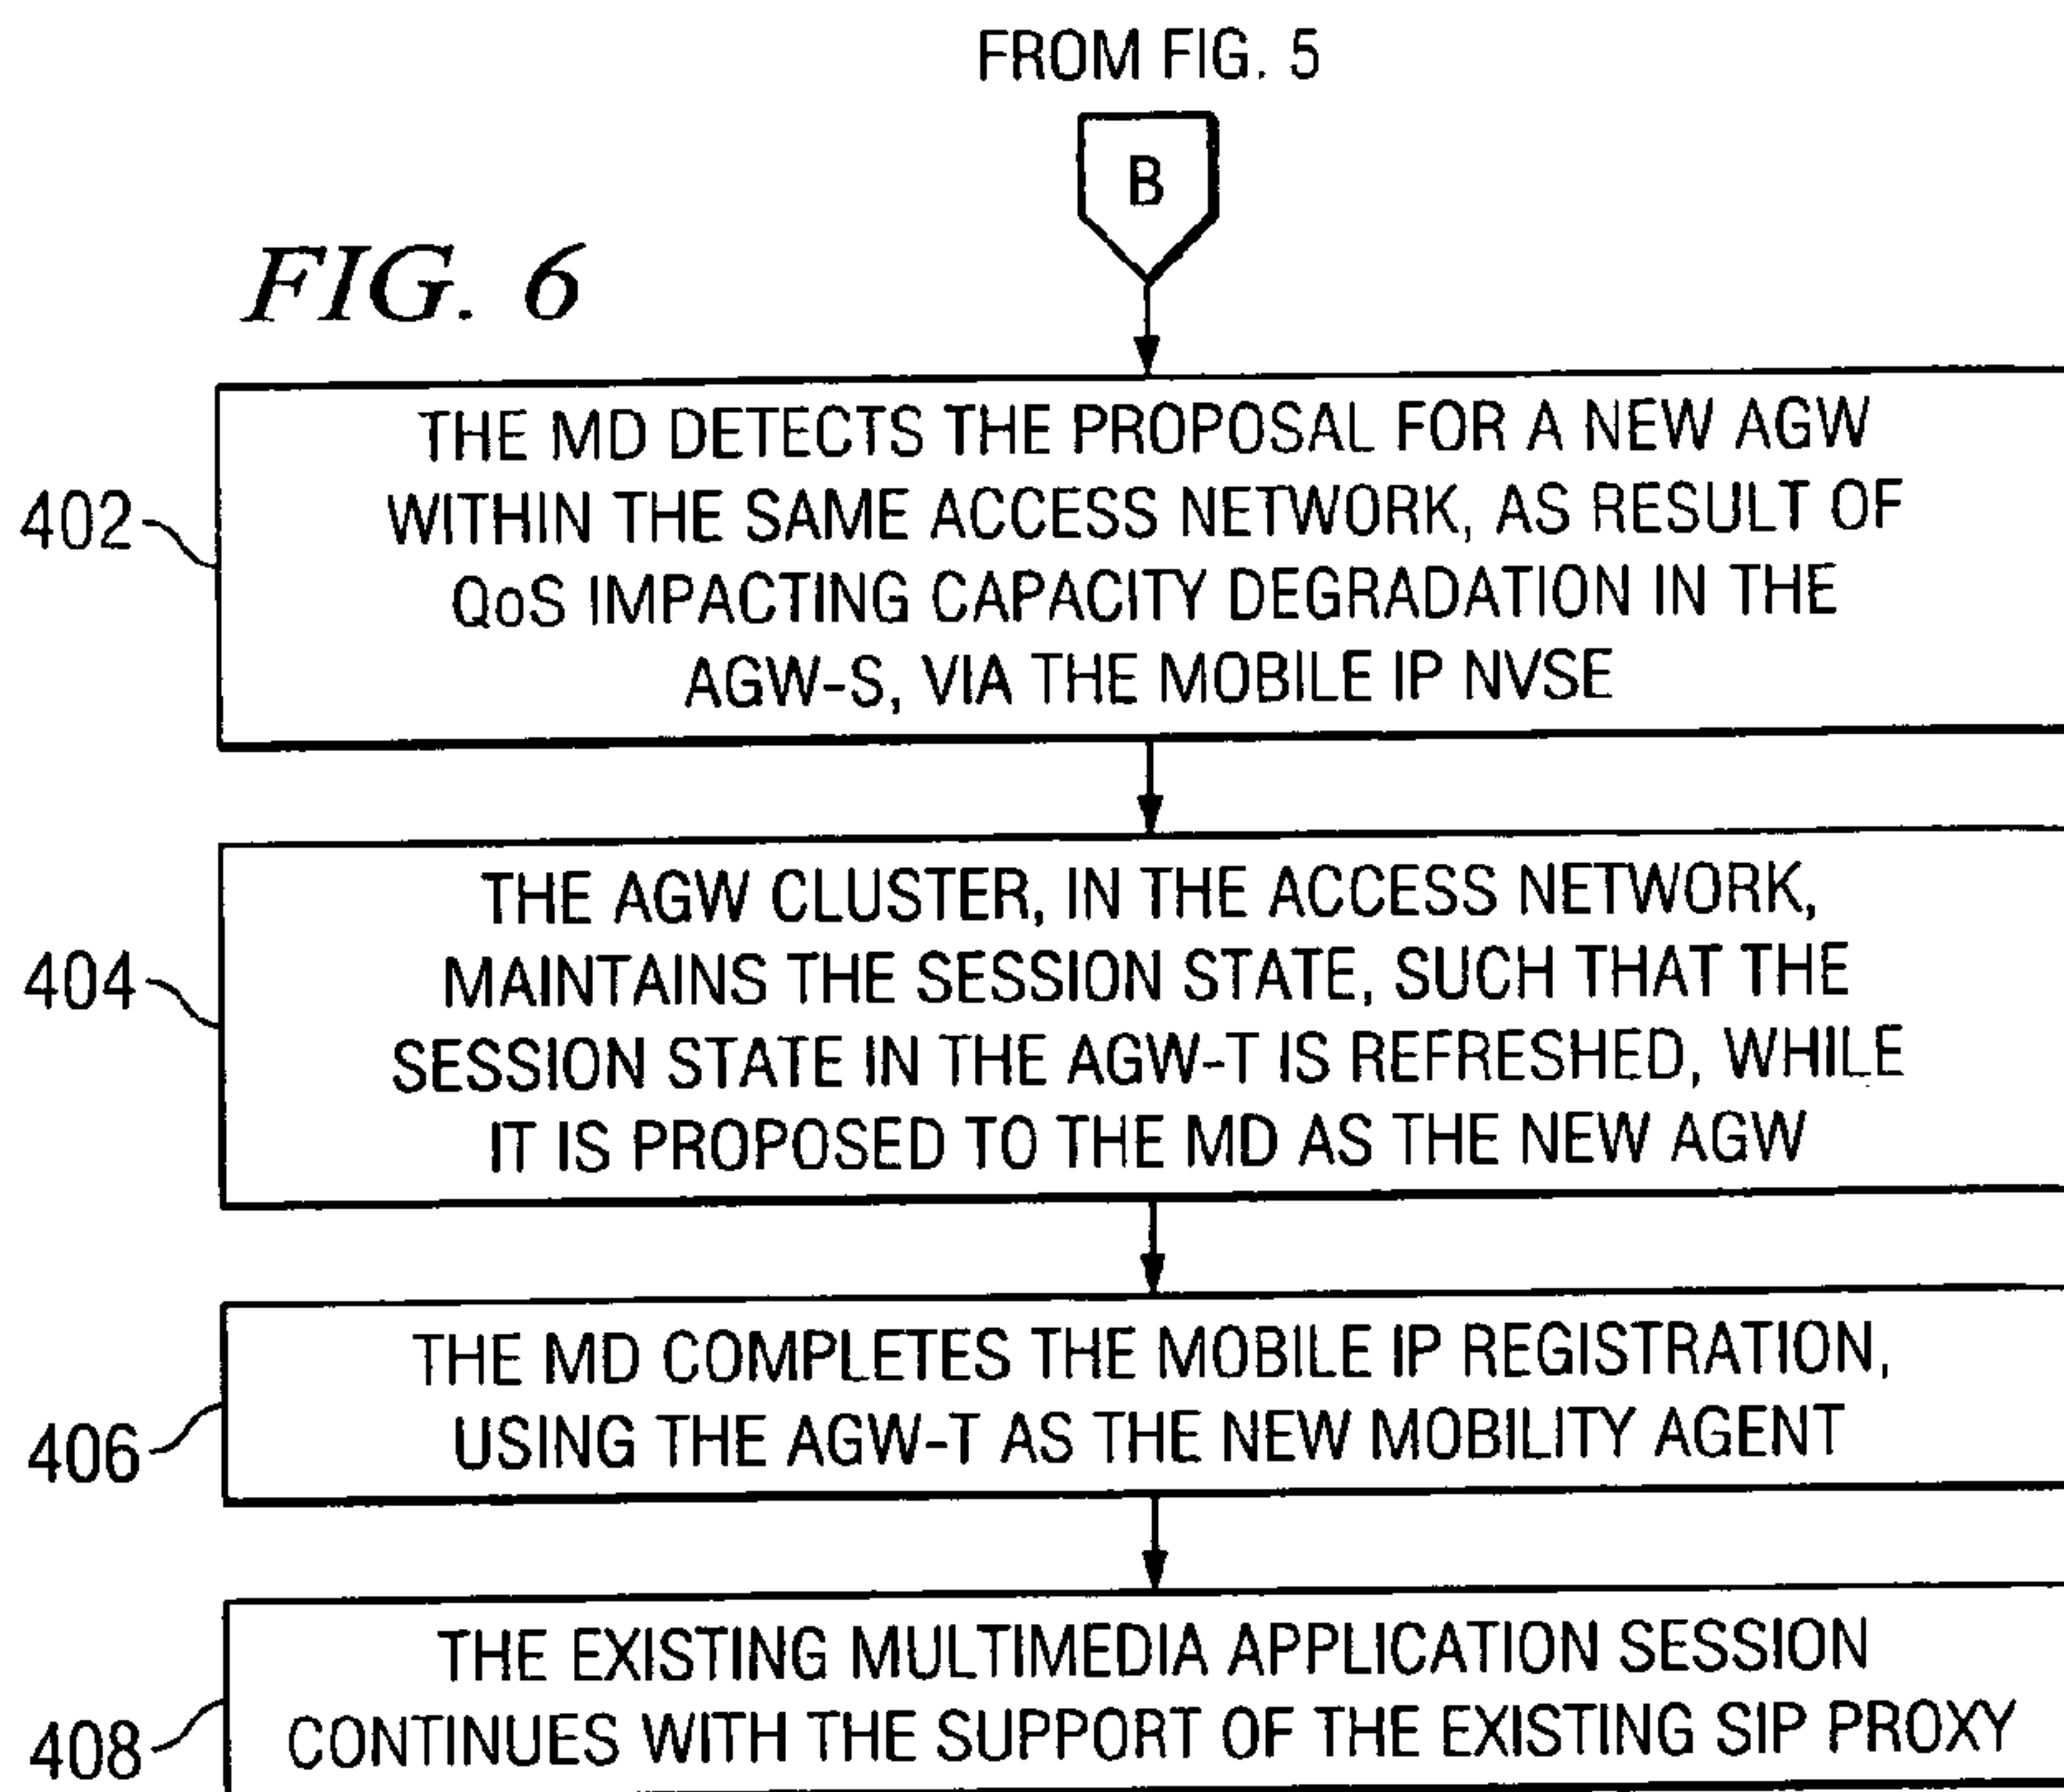 FROM FIG. 5
B
FIG. 6
402
THE MD DETECTS THE PROPOSAL FOR A NEW AGW
WITHIN THE SAME ACCESS NETWORK, AS RESULT OF
QoS IMPACTING CAPACITY DEGRADATION IN THE
AGW-S, VIA THE MOBILE IP NVSE
404
THE AGW CLUSTER, IN THE ACCESS NETWORK,
MAINTAINS THE SESSION STATE, SUCH THAT THE
SESSION STATE IN THE AGW-T IS REFRESHED, WHILE
IT IS PROPOSED TO THE MD AS THE NEW AGW
406
THE MD COMPLETES THE MOBILE IP REGISTRATION,
USING THE AGW-T AS THE NEW MOBILITY AGENT
408
THE EXISTING MULTIMEDIA APPLICATION SESSION
CONTINUES WITH THE SUPPORT OF THE EXISTING SIP PROXY